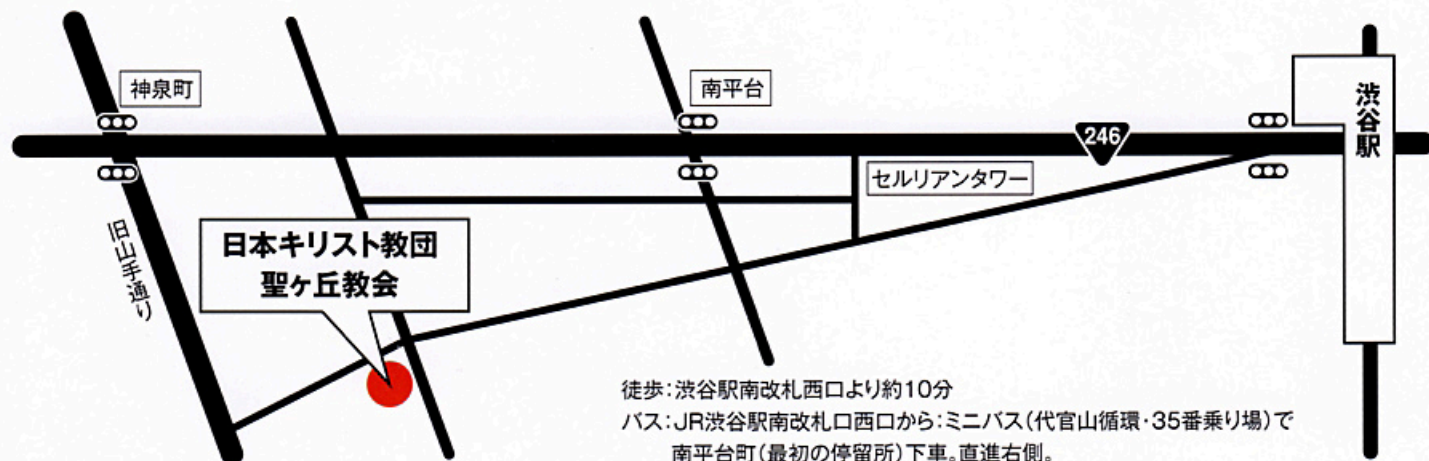 神泉町
南平台
渋谷駅
246
セルリアンタワー
旧山手通り
日本キリスト教団
聖ヶ丘教会
徒歩:渋谷駅南改札西口より約10分
バス:JR渋谷駅南改札口西口から:ミニバス(代官山循環・35番乗り場)で
南平台町(最初の停留所)下車。直進右側。